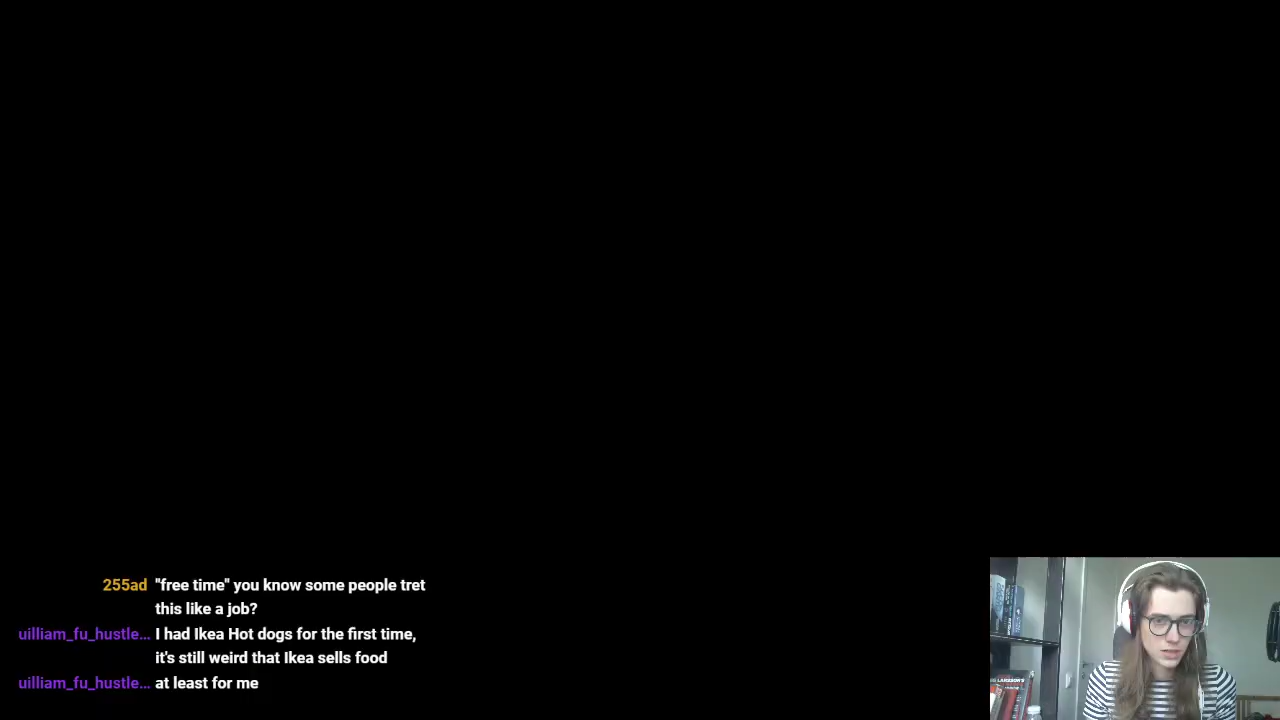 255ad "free time" you know some people tret
this like a job?
uilliam_fu_hustle... I had Ikea Hot dogs for the first time,
it's still weird that Ikea sells food
uilliam_fu_hustle... at least for me
LARSSON'S